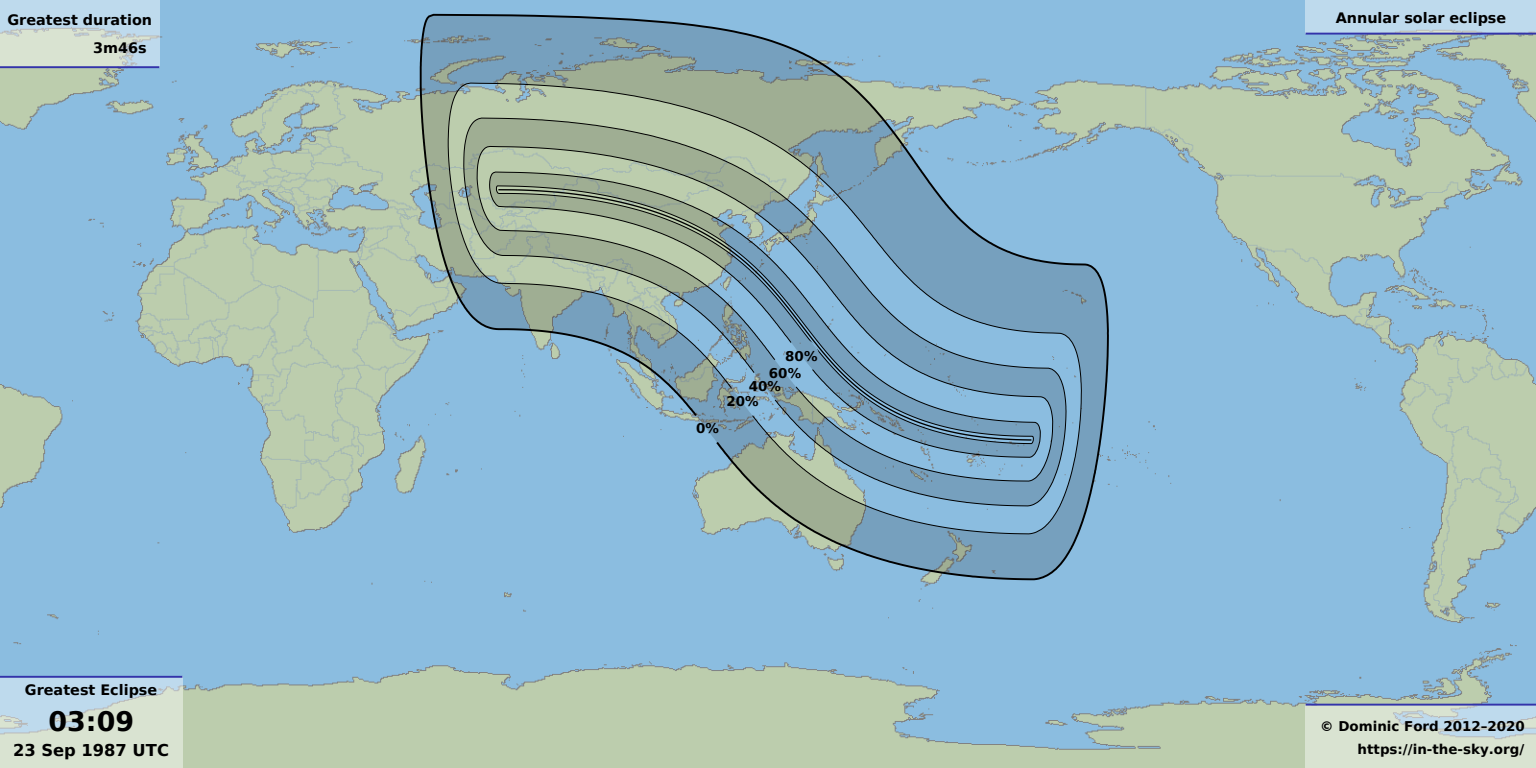 Greatest duration
3m46s
Annular solar eclipse
80%
60%
40%
20%
0%
Greatest Eclipse
03:09
23 Sep 1987 UTC
© Dominic Ford 2012–2020
https://in-the-sky.org/